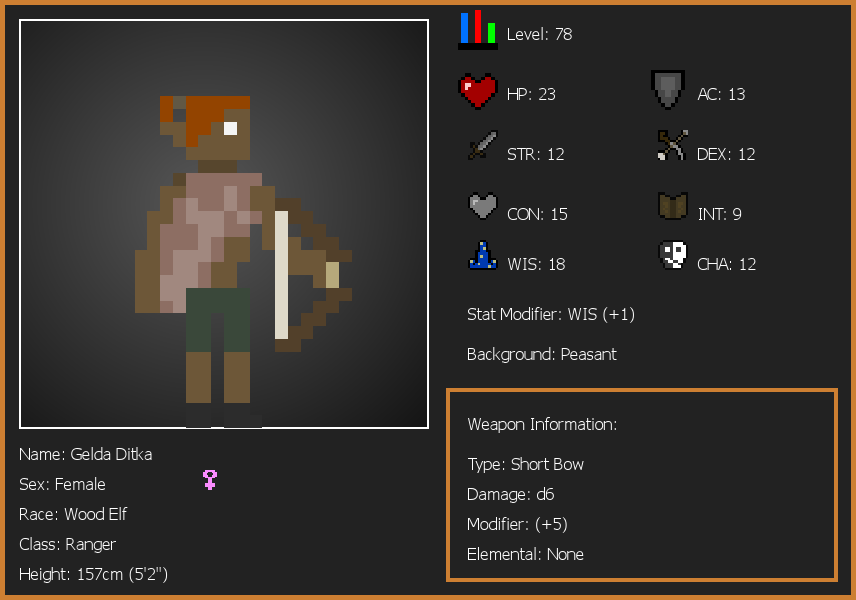 Level: 78
HP: 23
AC: 13
STR: 12
DEX: 12
CON: 15
INT: 9
WIS: 18
CHA: 12
Stat Modifier: WIS (+1)
Background: Peasant
Weapon Information:
Type: Short Bow
Damage: d6
Modifier: (+5)
Elemental: None
Name: Gelda Ditka
Sex: Female
Race: Wood Elf
Class: Ranger
Height: 157cm (5'2")